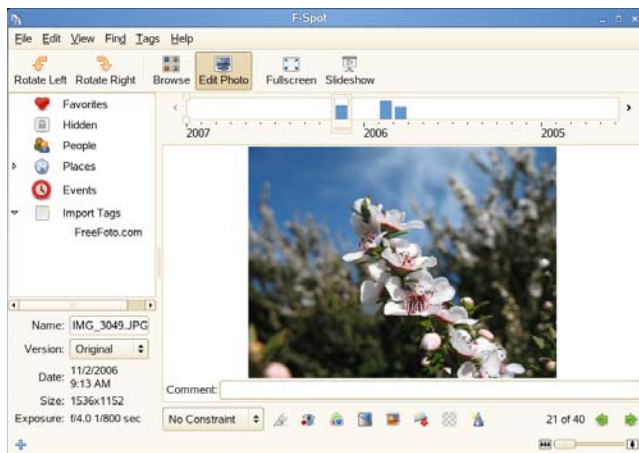 F-Spot
File Edit View Find Tags Help
Rotate Left Rotate Right Browse Edit Photo Fullscreen Slideshow
Favorites
Hidden
People
Places
Events
Import Tags
FreeFoto.com
2007 2006 2005
Name: IMG_3049.JPG
Version: Original
Date: 11/2/2006
9:13 AM
Size: 1536x1152
Exposure: f/4.0 1/800 sec
Comment:
No Constraint 21 of 40